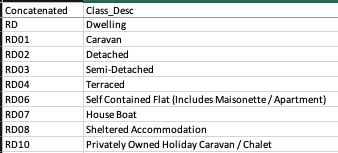 Concatenated Class_Desc
RD Dwelling
RD01 Caravan
RD02 Detached
RD03 Semi-Detached
RD04 Terraced
RD06 Self Contained Flat (Includes Maisonette / Apartment)
RD07 House Boat
RD08 Sheltered Accommodation
RD10 Privately Owned Holiday Caravan / Chalet